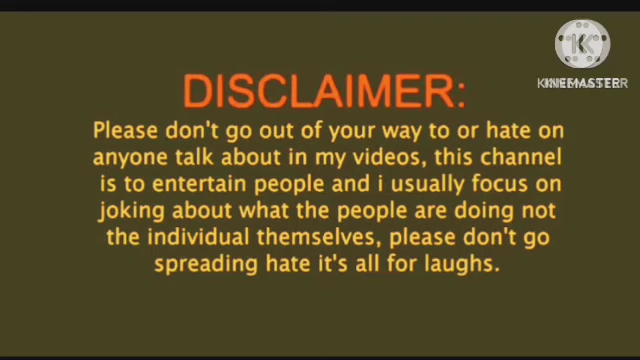 KINEMASTER
DISCLAIMER:
Please don't go out of your way to or hate on
anyone talk about in my videos, this channel
is to entertain people and i usually focus on
joking about what the people are doing not
the individual themselves, please don't go
spreading hate it's all for laughs.